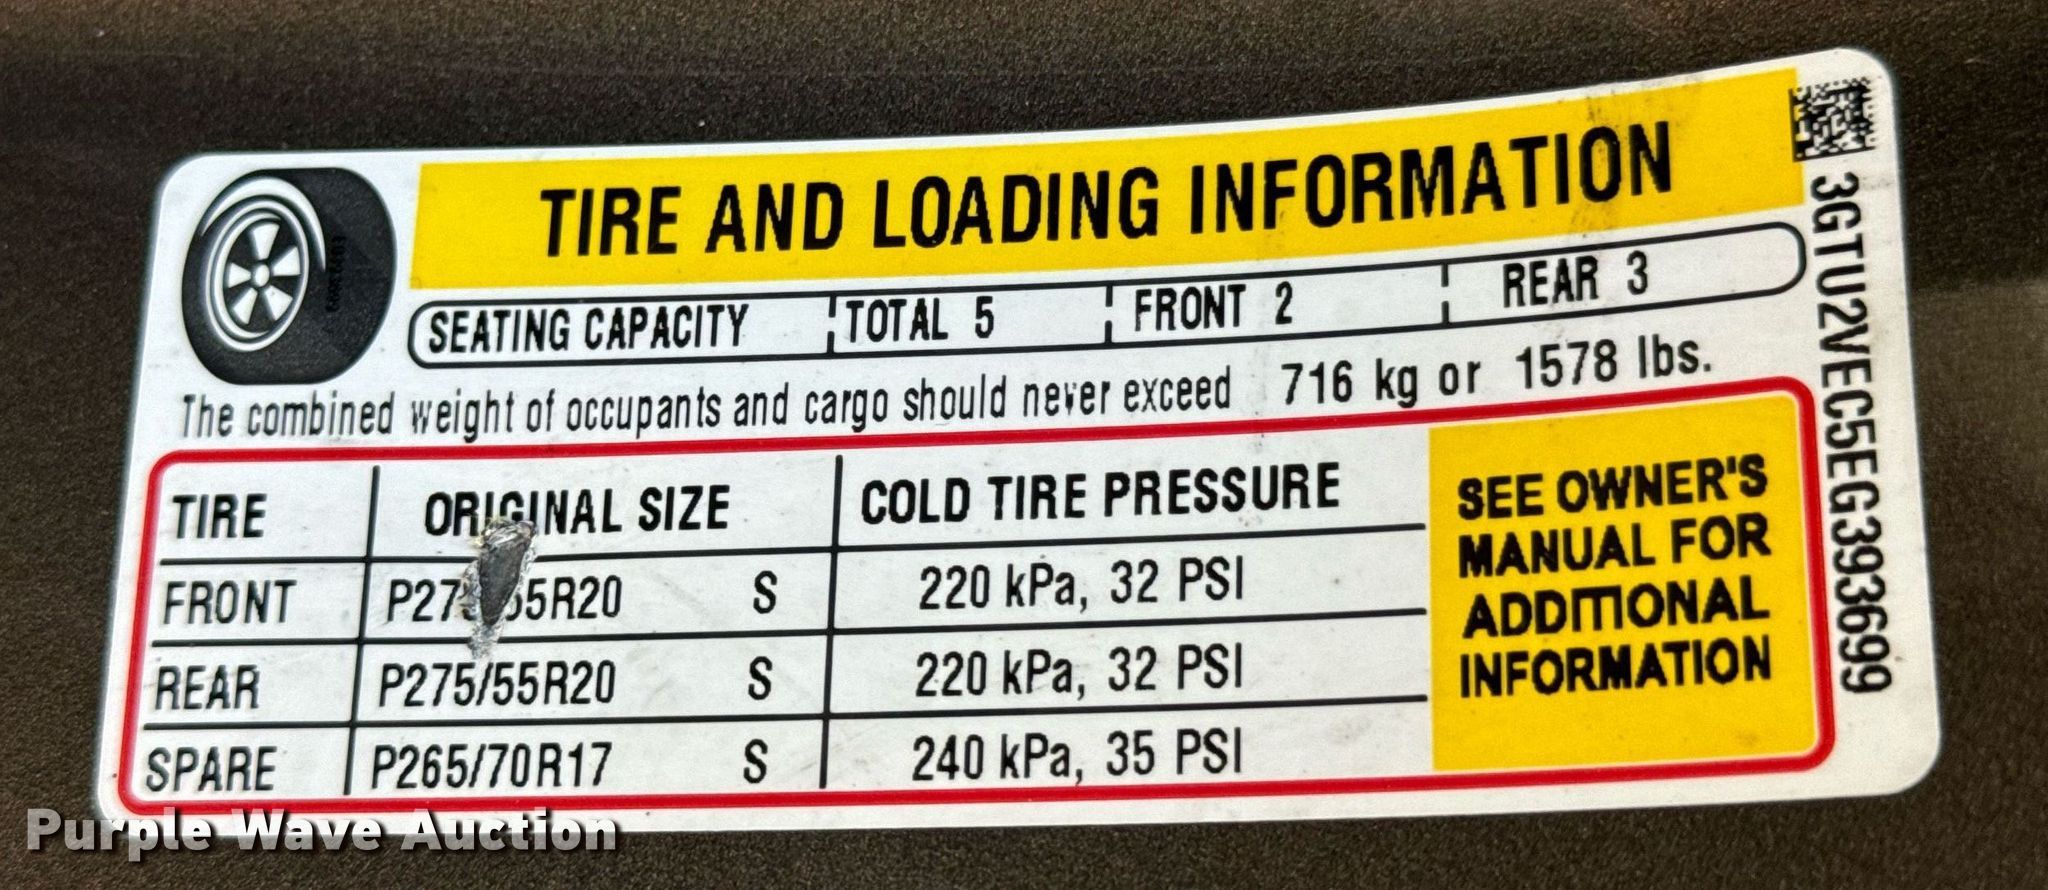 TIRE AND LOADING INFORMATION
SEATING CAPACITY TOTAL 5 FRONT 2 REAR 3
The combined weight of occupants and cargo should never exceed 716 kg or 1578 lbs.
TIRE ORIGINAL SIZE COLD TIRE PRESSURE
FRONT S 220 kPa, 32 PSI
REAR P275/55R20 S 220 kPa, 32 PSI
SPARE P265/70R17 S 240 kPa, 35 PSI
SEE OWNER'S
MANUAL FOR
ADDITIONAL
INFORMATION
3GTU2VEC5EG393699
Purple Wave Auction